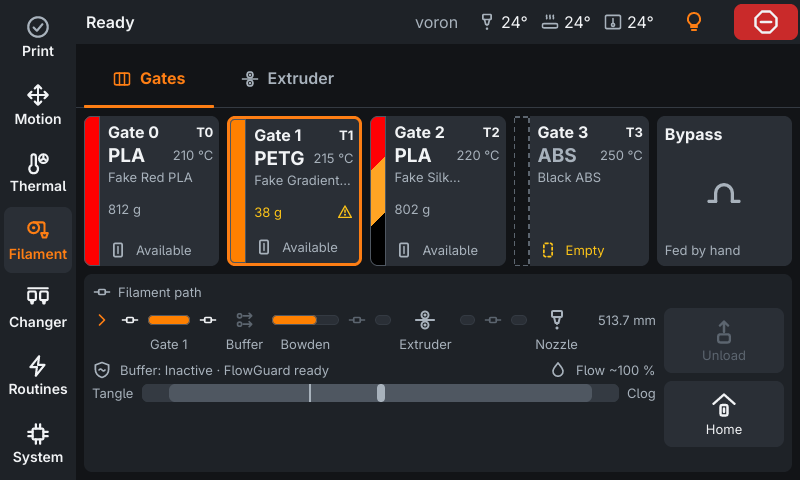 Ready
voron
24°
24°
24°
Print
Motion
Thermal
Filament
Changer
Routines
System
Gates
Extruder
Gate 0 T0
PLA 210 °C
Fake Red PLA
812 g
Available
Gate 1 T1
PETG 215 °C
Fake Gradient...
38 g
Available
Gate 2 T2
PLA 220 °C
Fake Silk...
802 g
Available
Gate 3 T3
ABS 250 °C
Black ABS
Empty
Bypass
Fed by hand
Filament path
513.7 mm
Gate 1 Buffer Bowden Extruder Nozzle
Buffer: Inactive · FlowGuard ready Flow ~100 %
Tangle Clog
Unload
Home